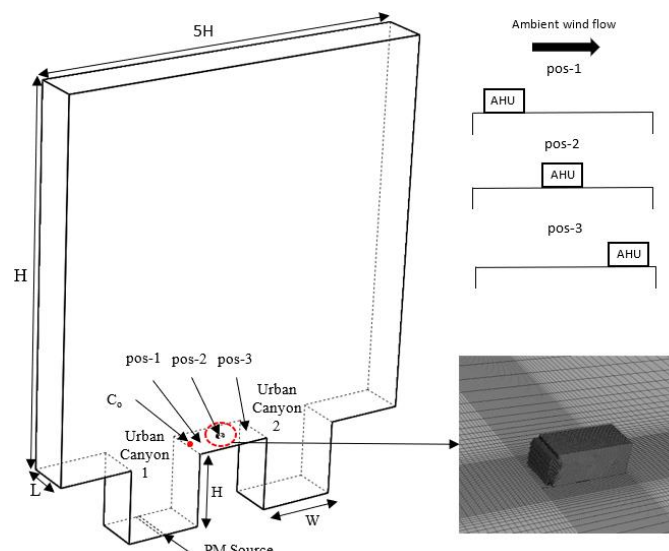 5H
Ambient wind flow
pos-1
AHU
pos-2
AHU
pos-3
AHU
H
pos-1
pos-2
pos-3
C₀
Urban
Canyon
1
Urban
Canyon
2
H
L
W
PM Source